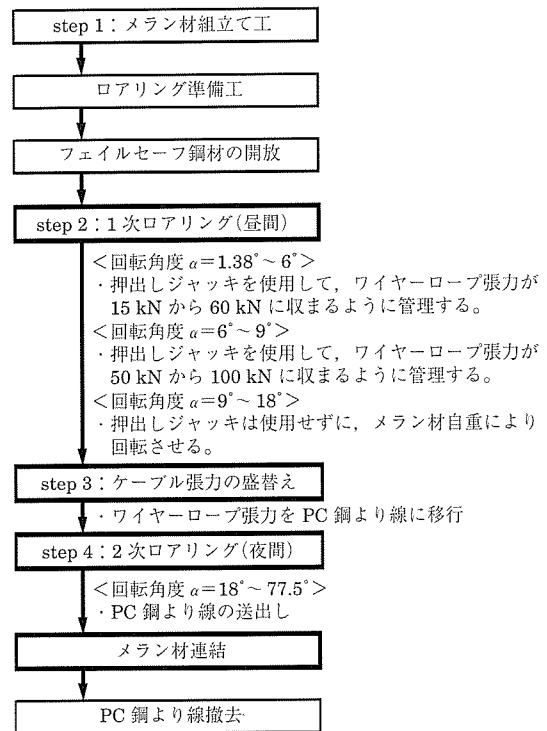 step 1：メラン材組立て工
ロアリング準備工
フェイルセーフ鋼材の開放
step 2：1 次ロアリング(昼間)
＜回転角度 α＝1.38°～ 6°＞
・押出しジャッキを使用して，ワイヤーロープ張力が
15 kN から 60 kN に収まるように管理する。
＜回転角度 α＝6°～ 9°＞
・押出しジャッキを使用して，ワイヤーロープ張力が
50 kN から 100 kN に収まるように管理する。
＜回転角度 α＝9°～ 18°＞
・押出しジャッキは使用せずに，メラン材自重により
回転させる。
step 3：ケーブル張力の盛替え
・ワイヤーロープ張力を PC 鋼より線に移行
step 4：2 次ロアリング(夜間)
＜回転角度 α＝18°～ 77.5°＞
・PC 鋼より線の送出し
メラン材連結
PC 鋼より線撤去